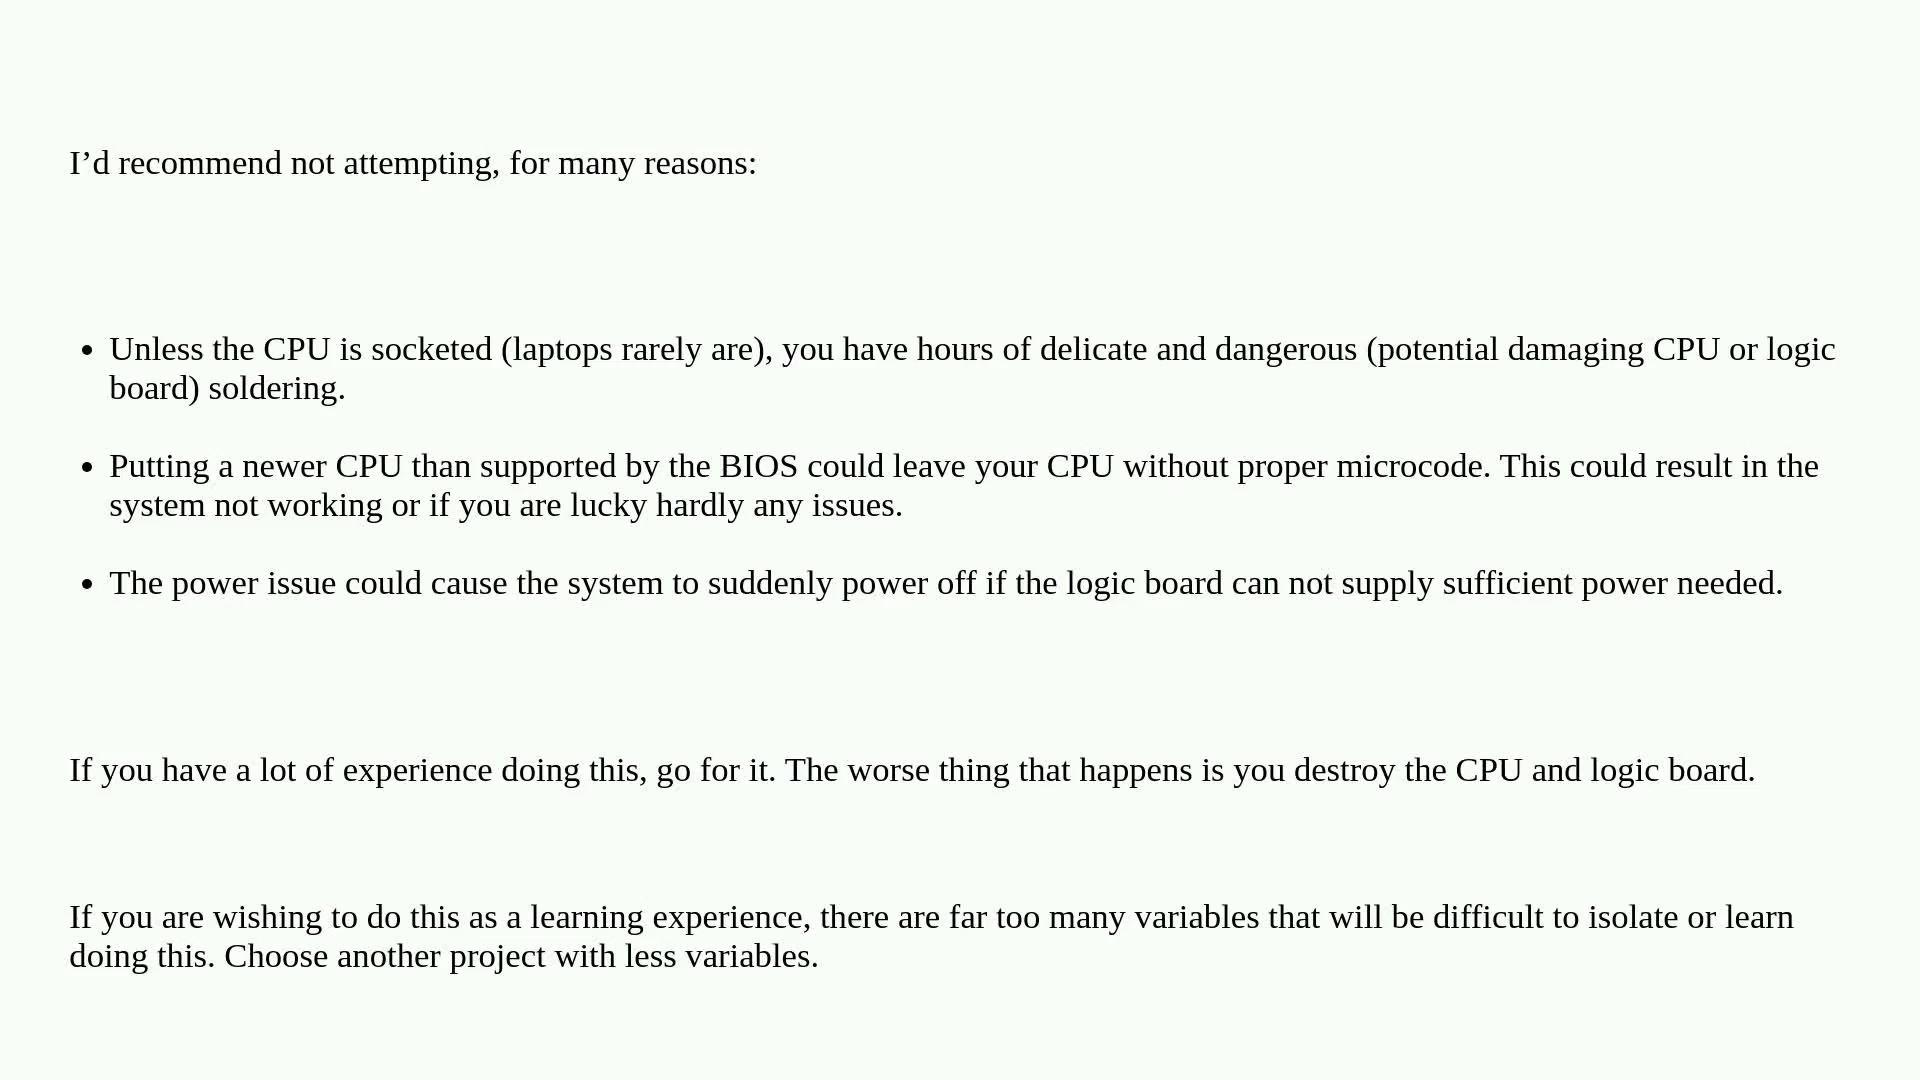 I’d recommend not attempting, for many reasons:
• Unless the CPU is socketed (laptops rarely are), you have hours of delicate and dangerous (potential damaging CPU or logic
board) soldering.
• Putting a newer CPU than supported by the BIOS could leave your CPU without proper microcode. This could result in the
system not working or if you are lucky hardly any issues.
• The power issue could cause the system to suddenly power off if the logic board can not supply sufficient power needed.
If you have a lot of experience doing this, go for it. The worse thing that happens is you destroy the CPU and logic board.
If you are wishing to do this as a learning experience, there are far too many variables that will be difficult to isolate or learn
doing this. Choose another project with less variables.